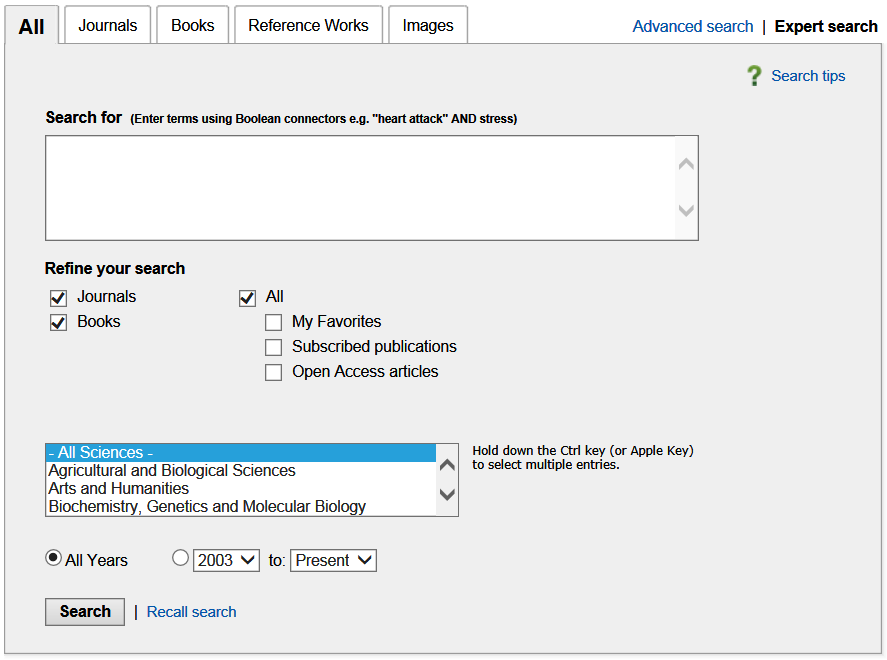 All Journals Books Reference Works Images Advanced search | Expert search
? Search tips
Search for (Enter terms using Boolean connectors e.g. "heart attack" AND stress)
Refine your search
Journals All
Books My Favorites
Subscribed publications
Open Access articles
- All Sciences -
Agricultural and Biological Sciences
Arts and Humanities
Biochemistry, Genetics and Molecular Biology
Hold down the Ctrl key (or Apple Key)
to select multiple entries.
All Years 2003 to: Present
Search | Recall search